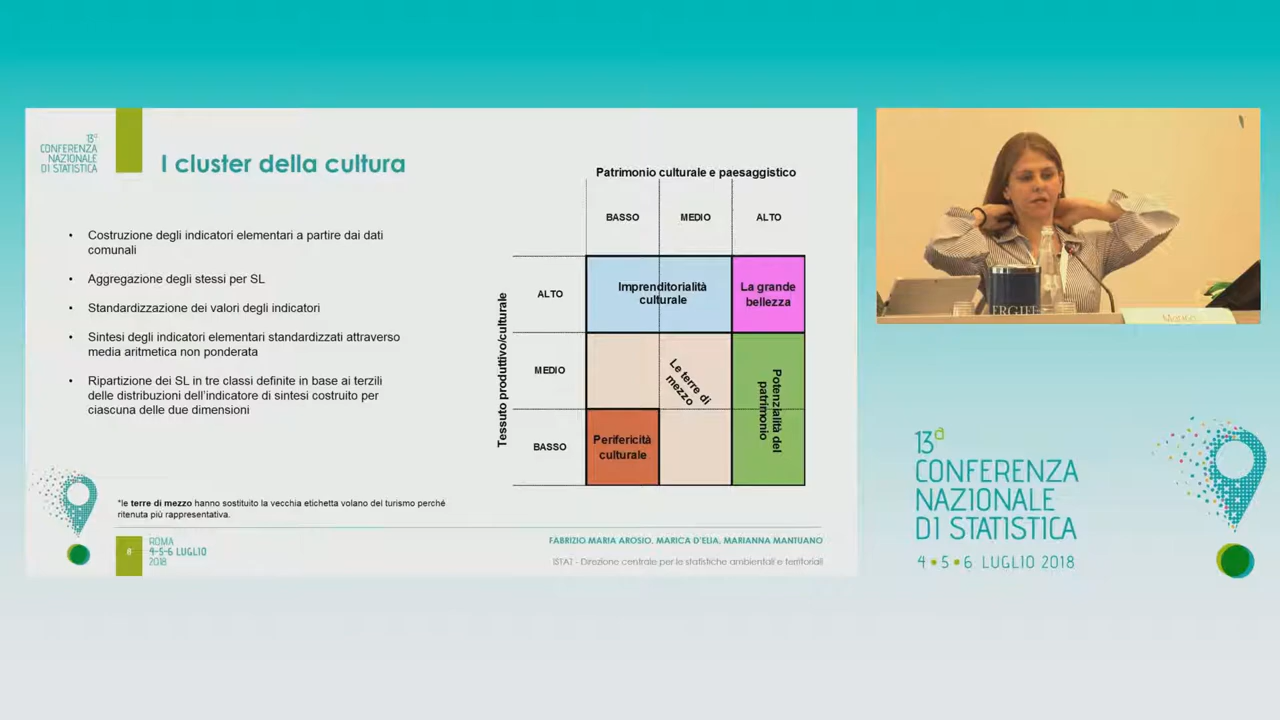 13ª
CONFERENZA
NAZIONALE
DI STATISTICA
I cluster della cultura
• Costruzione degli indicatori elementari a partire dai dati
comunali
• Aggregazione degli stessi per SL
• Standardizzazione dei valori degli indicatori
• Sintesi degli indicatori elementari standardizzati attraverso
media aritmetica non ponderata
• Ripartizione dei SL in tre classi definite in base ai terzili
delle distribuzioni dell'indicatore di sintesi costruito per
ciascuna delle due dimensioni
Patrimonio culturale e paesaggistico
BASSO MEDIO ALTO
Tessuto produttivo/culturale
ALTO
Imprenditorialità
culturale
La grande
bellezza
MEDIO
Le terre di
mezzo
Potenzialità del
patrimonio
BASSO
Perifericità
culturale
*le terre di mezzo hanno sostituito la vecchia etichetta volano del turismo perché
ritenuta più rappresentativa.
8
ROMA
4-5-6 LUGLIO
2018
FABRIZIO MARIA AROSIO, MARICA D'ELIA, MARIANNA MANTUANO
ISTAT - Direzione centrale per le statistiche ambientali e territoriali
13ª
CONFERENZA
NAZIONALE
DI STATISTICA
4•5•6 LUGLIO 2018